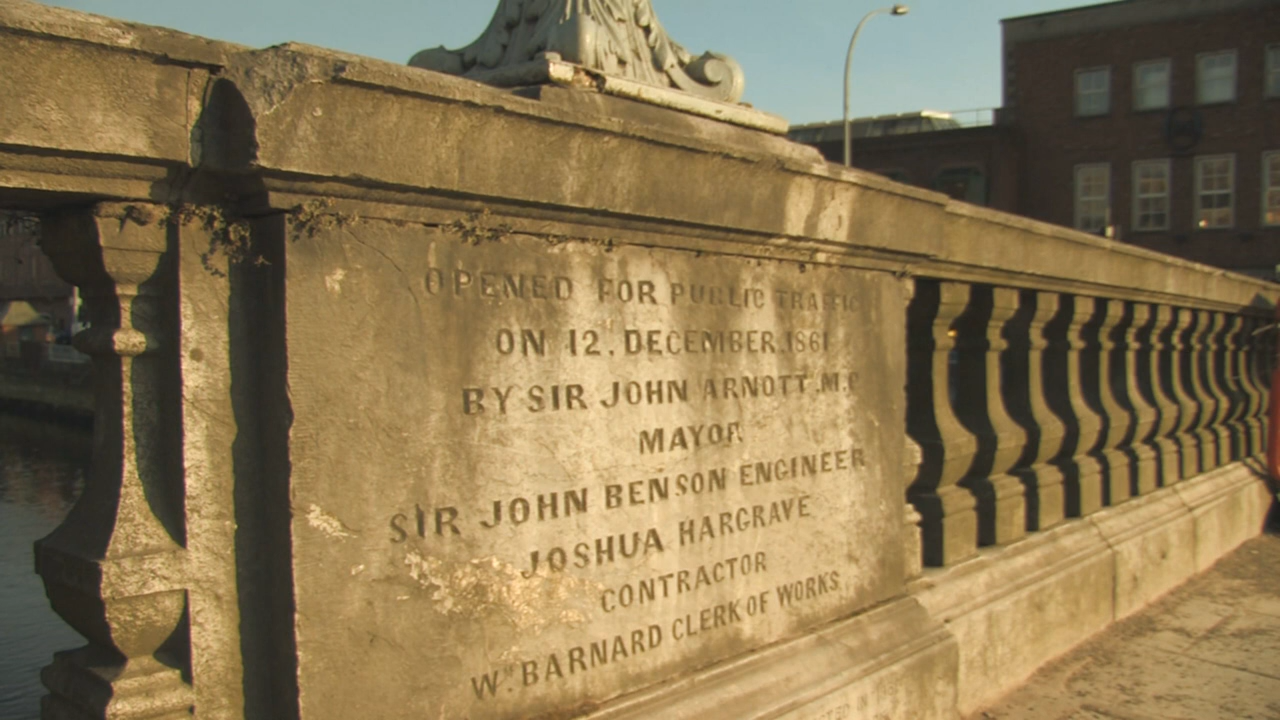 OPENED FOR PUBLIC TRAFFIC
ON 12. DECEMBER. 1861
BY SIR JOHN ARNOTT. M.P
MAYOR
SIR JOHN BENSON ENGINEER
JOSHUA HARGRAVE
CONTRACTOR
Wm. BARNARD CLERK OF WORKS